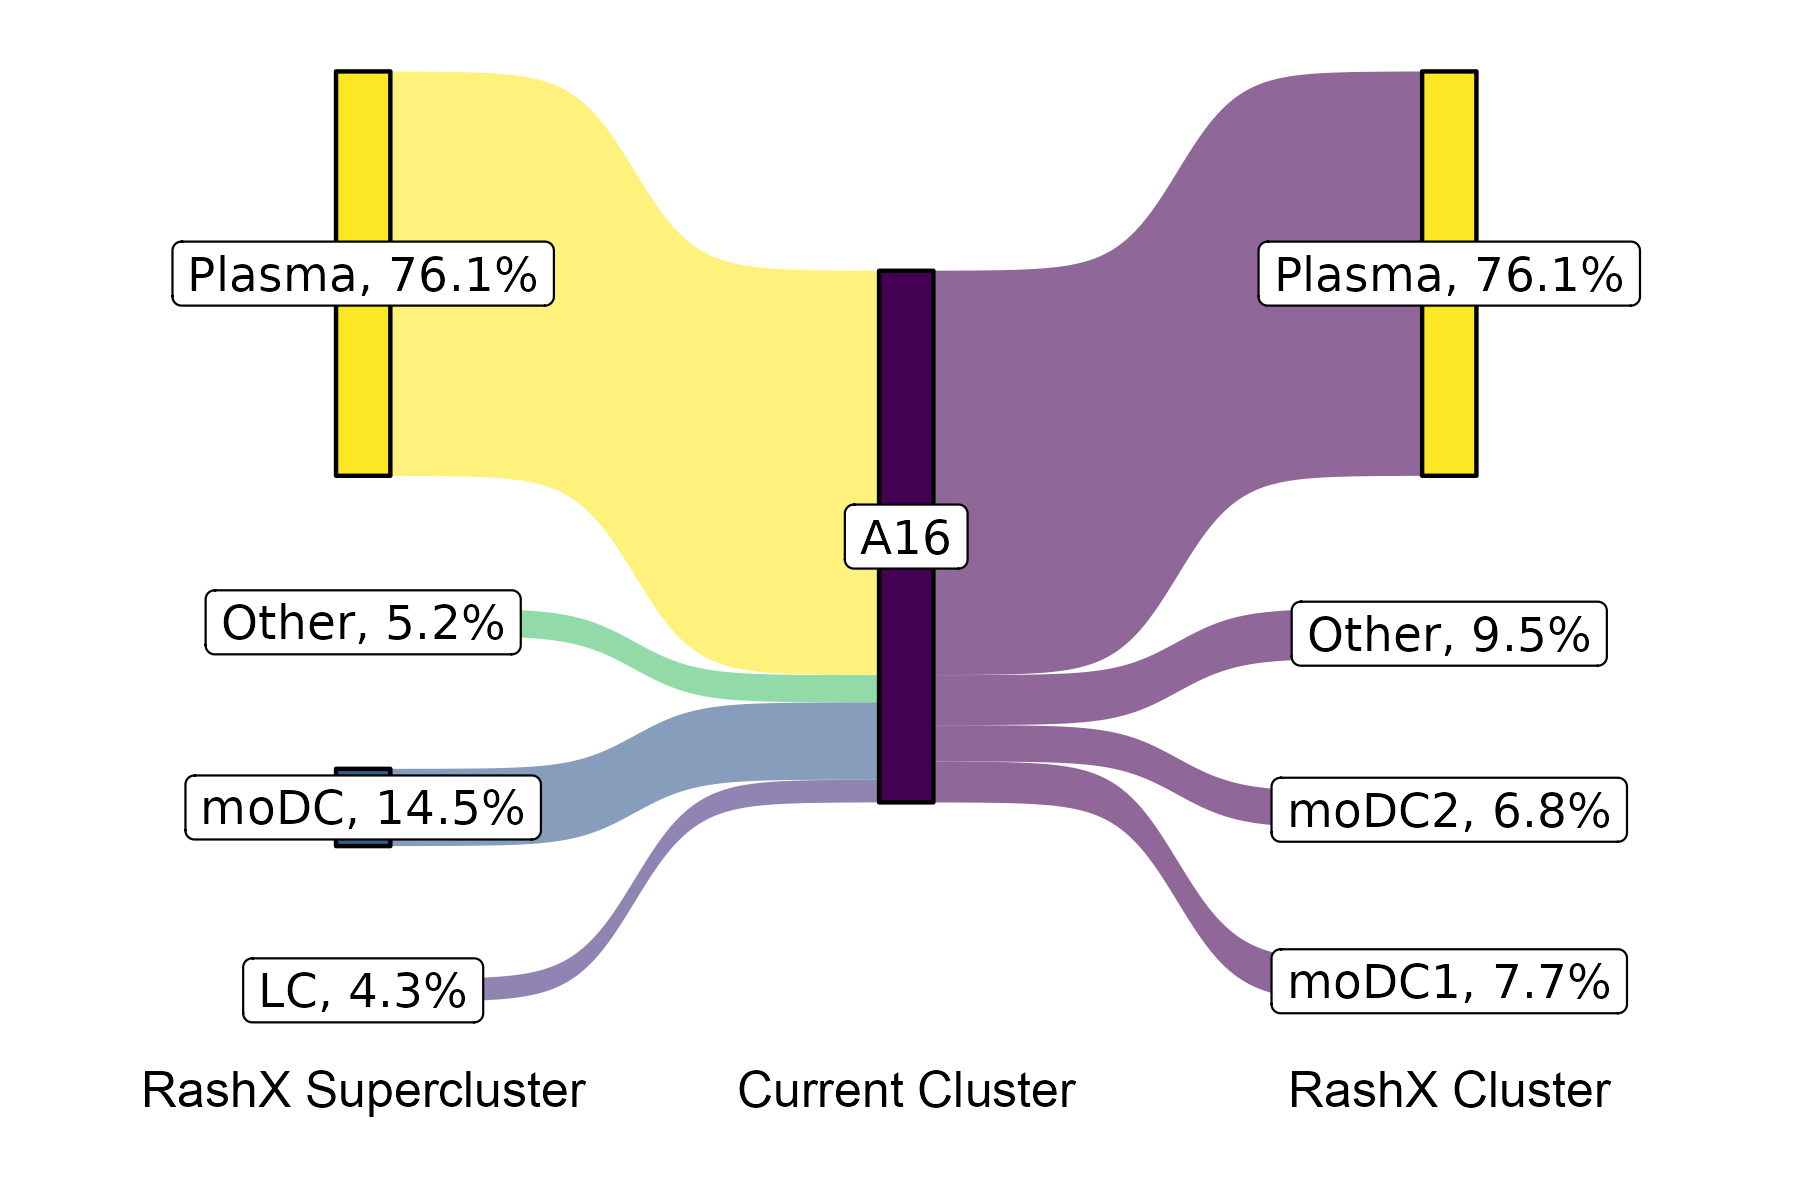 Plasma, 76.1%
Other, 5.2%
moDC, 14.5%
LC, 4.3%
RashX Supercluster
A16
Current Cluster
Plasma, 76.1%
Other, 9.5%
moDC2, 6.8%
moDC1, 7.7%
RashX Cluster